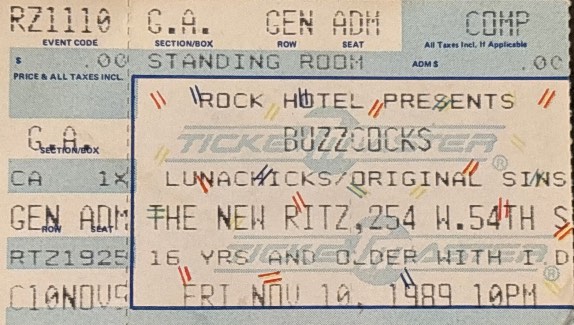 RZ1110 G.A. GEN ADM COMP
EVENT CODE SECTION/BOX ROW SEAT All Taxes Incl. If Applicable
$ .00 STANDING ROOM ADM$ .00
PRICE & ALL TAXES INCL.
ROCK HOTEL PRESENTS
TICKETMASTER
G.A. BUZZCOCKS
SECTION/BOX
CA 1X LUNACHICKS/ORIGINAL SINS
GEN ADM THE NEW RITZ,254 W.54TH S
ROW SEAT
TICKETMASTER
RTZ1925 16 YRS AND OLDER WITH I D
C10NOV9 FRI NOV 10, 1989 10PM